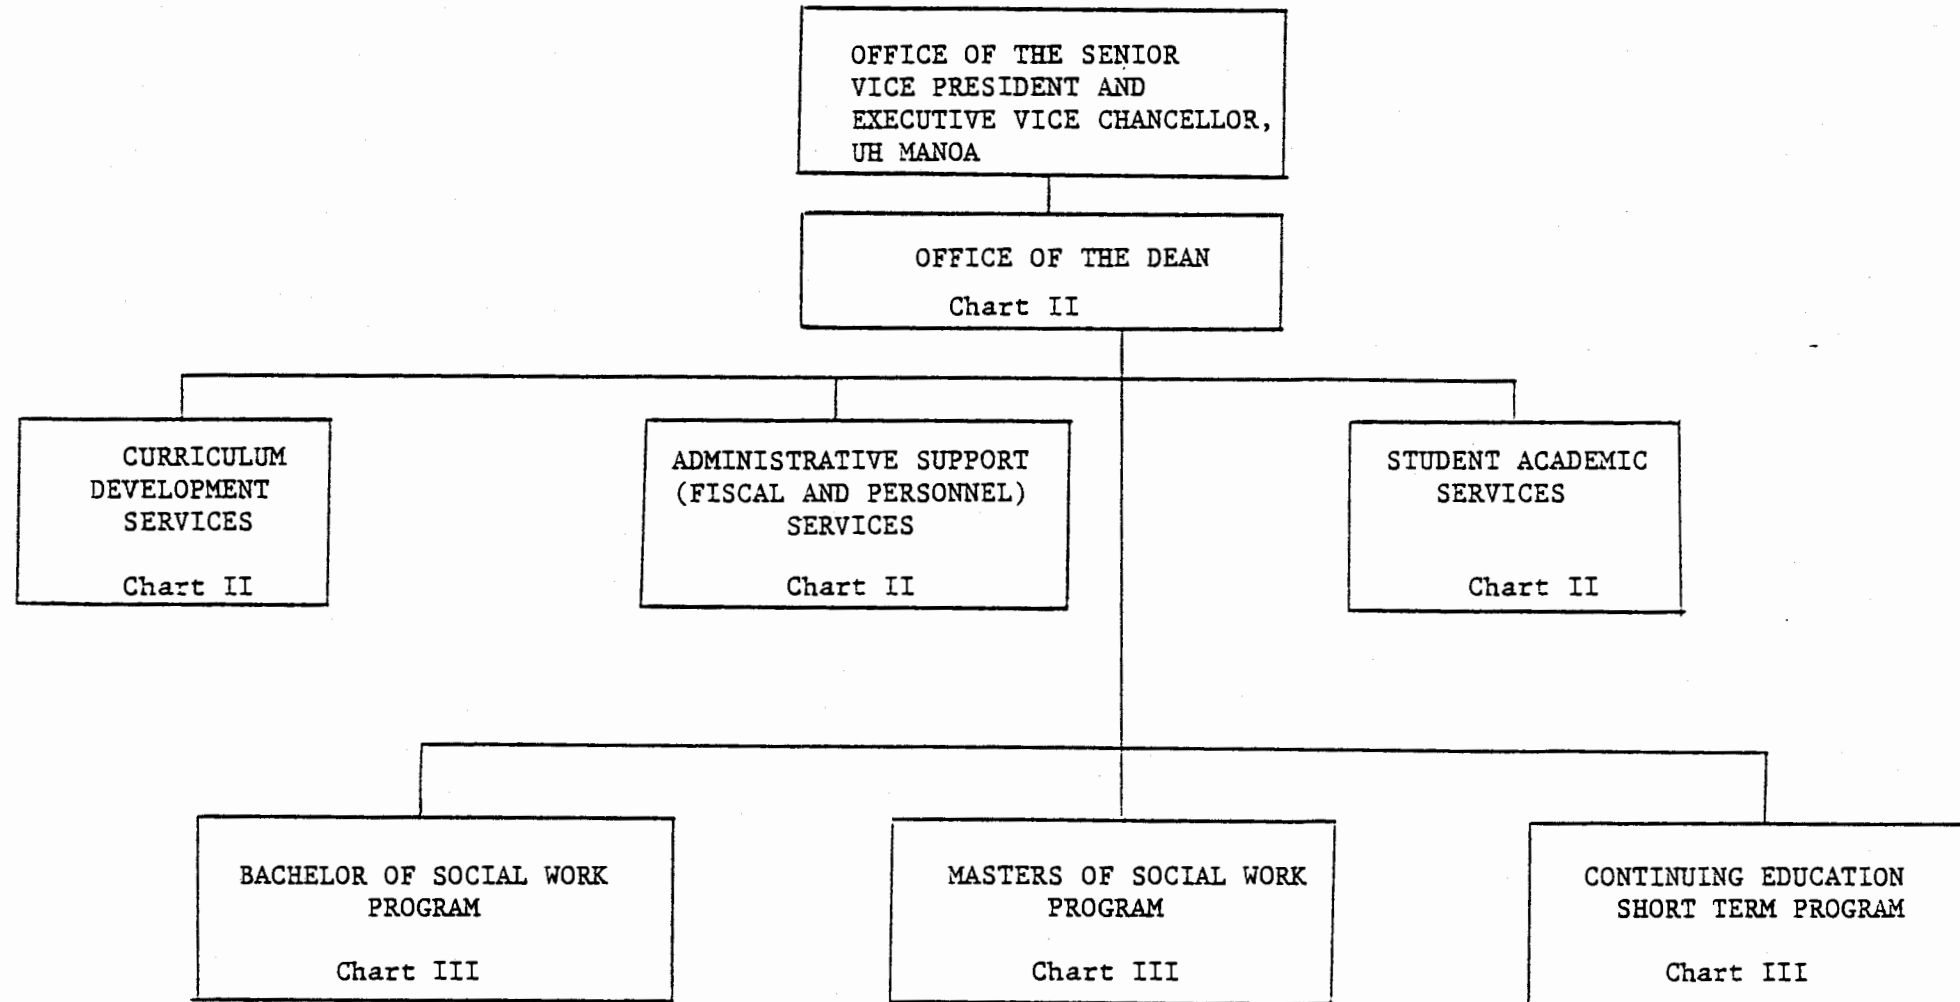 OFFICE OF THE SENIOR
VICE PRESIDENT AND
EXECUTIVE VICE CHANCELLOR,
UH MANOA
OFFICE OF THE DEAN
Chart II
CURRICULUM
DEVELOPMENT
SERVICES
Chart II
ADMINISTRATIVE SUPPORT
(FISCAL AND PERSONNEL)
SERVICES
Chart II
STUDENT ACADEMIC
SERVICES
Chart II
BACHELOR OF SOCIAL WORK
PROGRAM
Chart III
MASTERS OF SOCIAL WORK
PROGRAM
Chart III
CONTINUING EDUCATION
SHORT TERM PROGRAM
Chart III